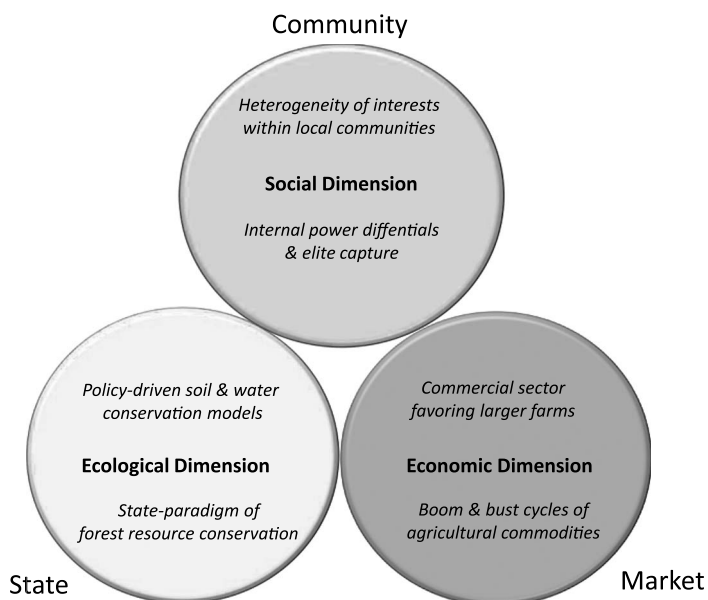 Community
Heterogeneity of interests
within local communities
Social Dimension
Internal power diffentials
& elite capture
Policy-driven soil & water
conservation models
Ecological Dimension
State-paradigm of
forest resource conservation
Commercial sector
favoring larger farms
Economic Dimension
Boom & bust cycles of
agricultural commodities
State
Market